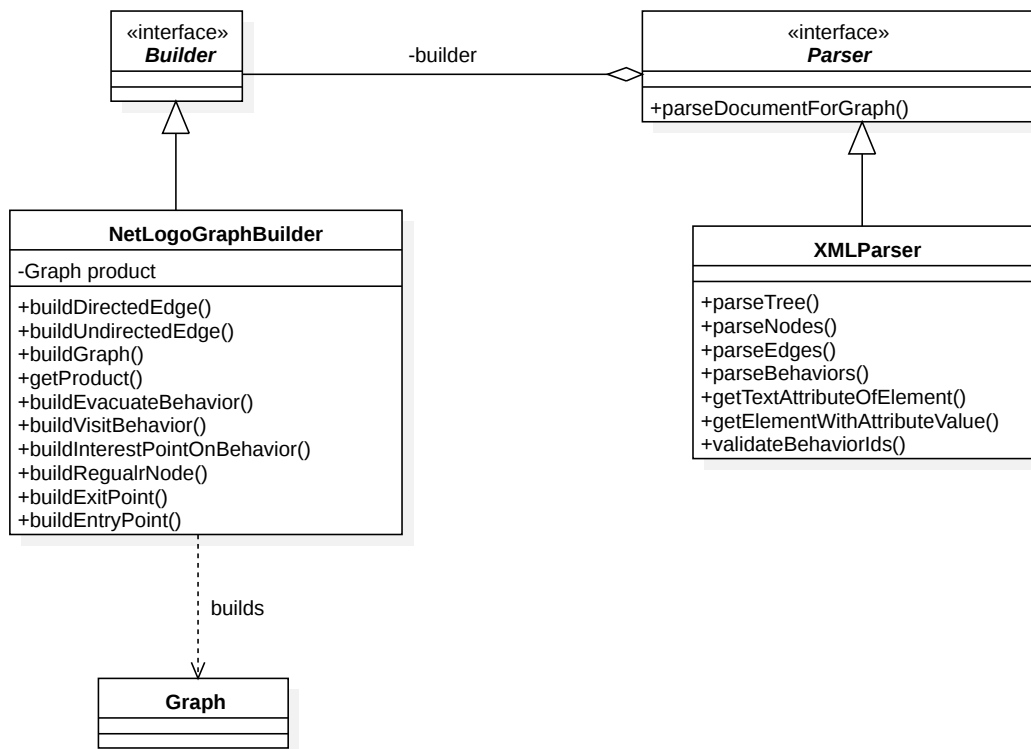 «interface»
Builder
-builder
«interface»
Parser
+parseDocumentForGraph()
NetLogoGraphBuilder
-Graph product
+buildDirectedEdge()
+buildUndirectedEdge()
+buildGraph()
+getProduct()
+buildEvacuateBehavior()
+buildVisitBehavior()
+buildInterestPointOnBehavior()
+buildRegualrNode()
+buildExitPoint()
+buildEntryPoint()
XMLParser
+parseTree()
+parseNodes()
+parseEdges()
+parseBehaviors()
+getTextAttributeOfElement()
+getElementWithAttributeValue()
+validateBehaviorIds()
builds
Graph